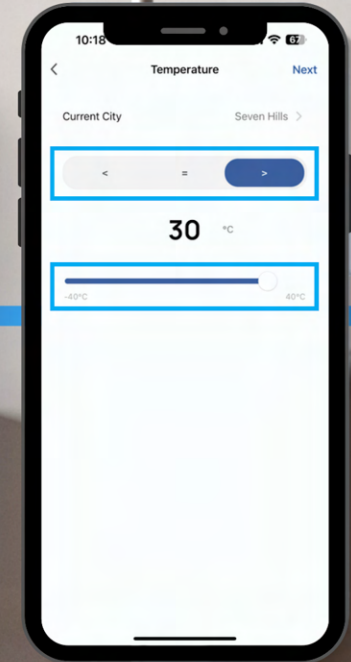 10:18 67
Temperature Next
Current City Seven Hills
< = >
30 °C
-40°C 40°C